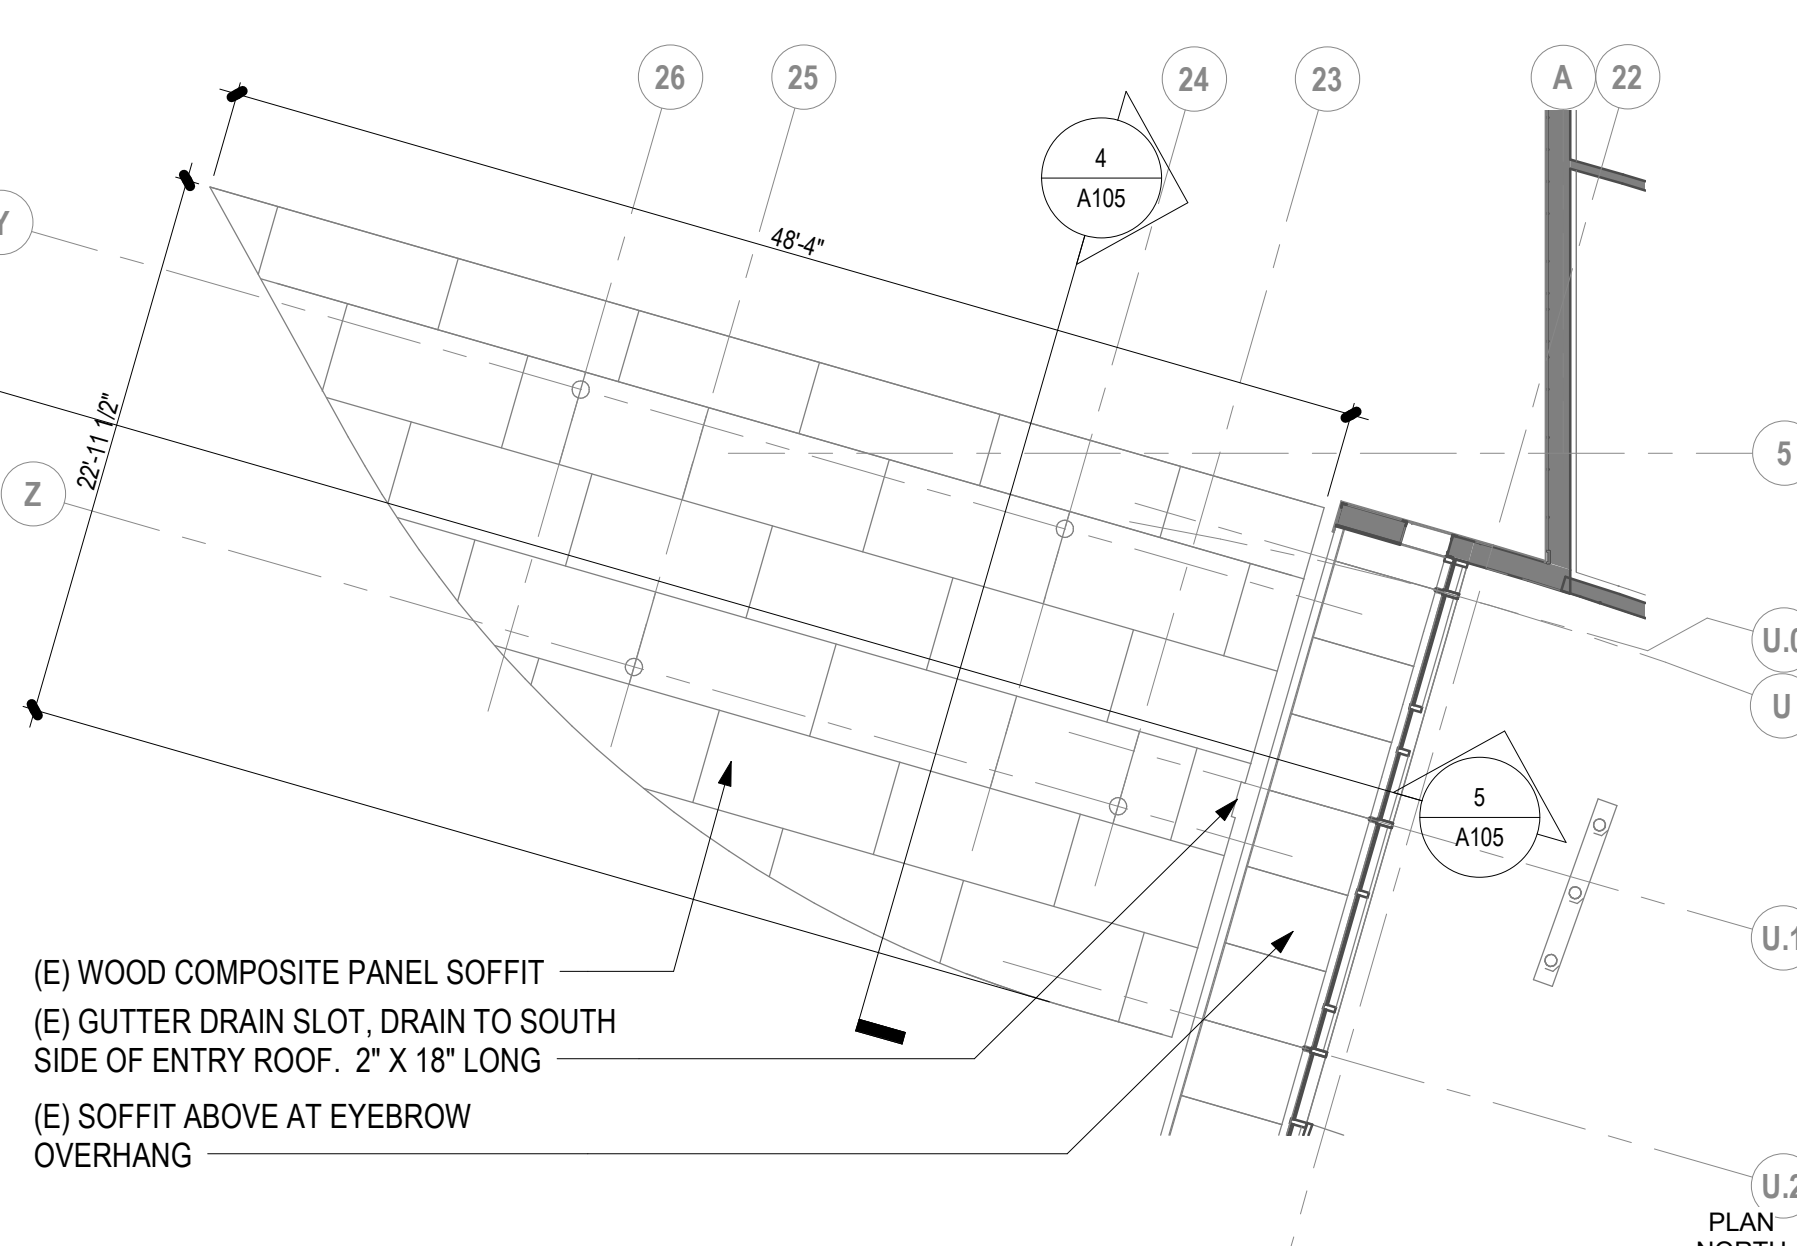 26
25
24
23
A
22
4
A105
Y
48'-4"
22'-11 1/2"
5
Z
U
5
A105
(E) WOOD COMPOSITE PANEL SOFFIT
(E) GUTTER DRAIN SLOT, DRAIN TO SOUTH
SIDE OF ENTRY ROOF. 2" X 18" LONG
(E) SOFFIT ABOVE AT EYEBROW
OVERHANG
U.1
U.2
PLAN
NORTH